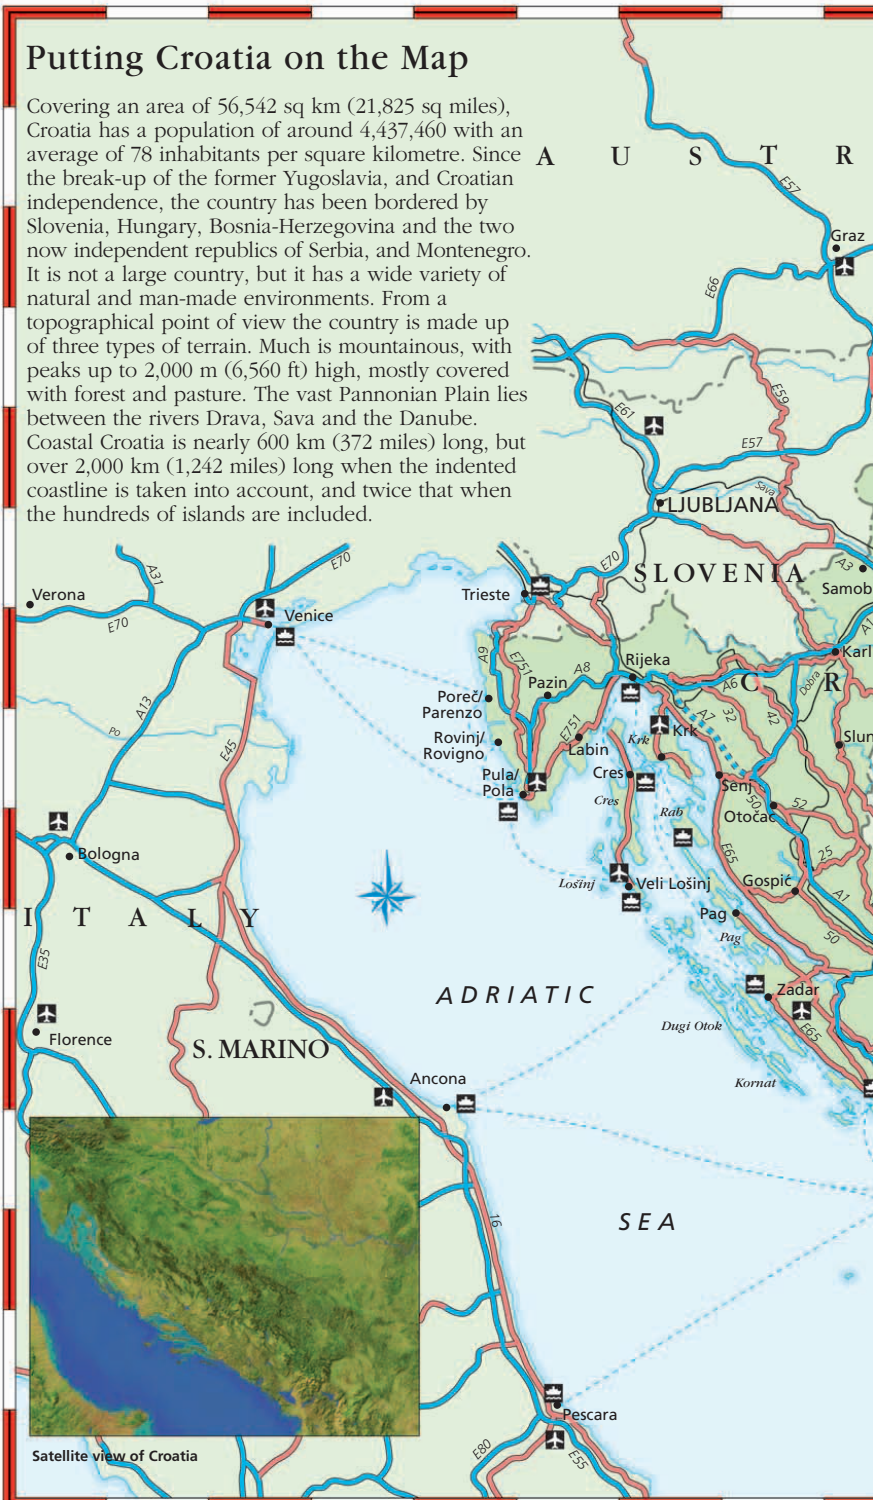 Putting Croatia on the Map
Covering an area of 56,542 sq km (21,825 sq miles),
Croatia has a population of around 4,437,460 with an
average of 78 inhabitants per square kilometre. Since
the break-up of the former Yugoslavia, and Croatian
independence, the country has been bordered by
Slovenia, Hungary, Bosnia-Herzegovina and the two
now independent republics of Serbia, and Montenegro.
It is not a large country, but it has a wide variety of
natural and man-made environments. From a
topographical point of view the country is made up
of three types of terrain. Much is mountainous, with
peaks up to 2,000 m (6,560 ft) high, mostly covered
with forest and pasture. The vast Pannonian Plain lies
between the rivers Drava, Sava and the Danube.
Coastal Croatia is nearly 600 km (372 miles) long, but
over 2,000 km (1,242 miles) long when the indented
coastline is taken into account, and twice that when
the hundreds of islands are included.
A U S T R
E57
Graz
E66
E59
E61
E57
Sava
LJUBLJANA
E70
E70
A31
A3
SLOVENIA
Samob
Verona
Trieste
Venice
E70
A1
Karl
A9
E751
A8
Rijeka
Pazin
A6
C R
Dobra
Poreč/
Parenzo
A13
32
42
A7
Po
E45
Rovinj/
Rovigno
E751
Labin
Krk
Krk
Slun
Pula/
Pola
Cres
Senj
Cres
50
52
Rab
Otočac
Bologna
E65
25
Lošinj
Veli Lošinj
Gospić
A1
I T A L Y
Pag
Pag
50
E35
ADRIATIC
Zadar
Dugi Otok
E65
Florence
S. MARINO
Ancona
Kornat
16
SEA
Pescara
E80
E55
Satellite view of Croatia